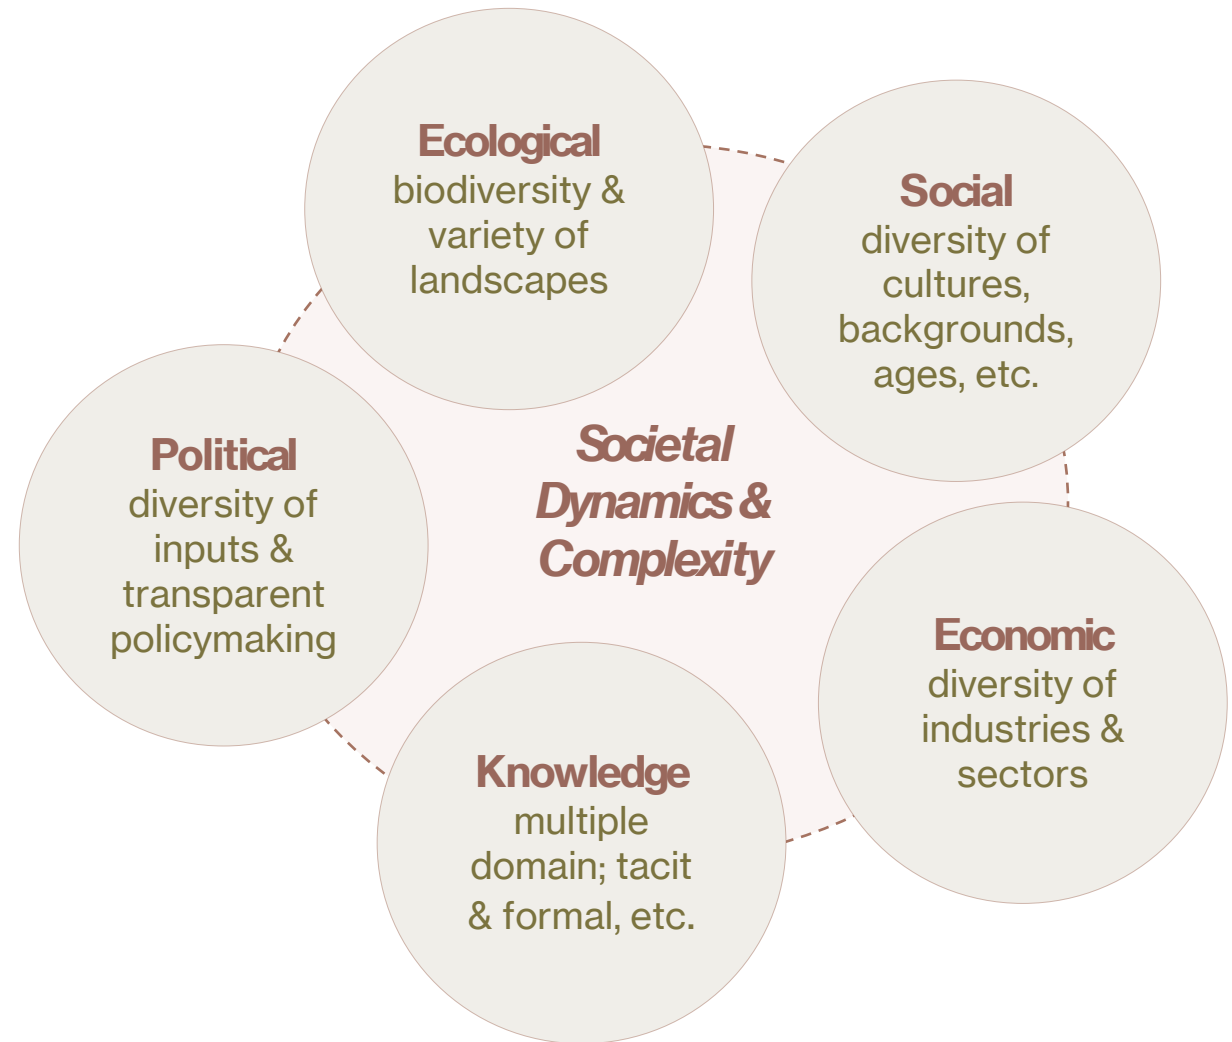 Ecological
biodiversity &
variety of
landscapes
Social
diversity of
cultures,
backgrounds,
ages, etc.
Societal
Dynamics &
Complexity
Political
diversity of
inputs &
transparent
policymaking
Economic
diversity of
industries &
sectors
Knowledge
multiple
domain; tacit
& formal, etc.